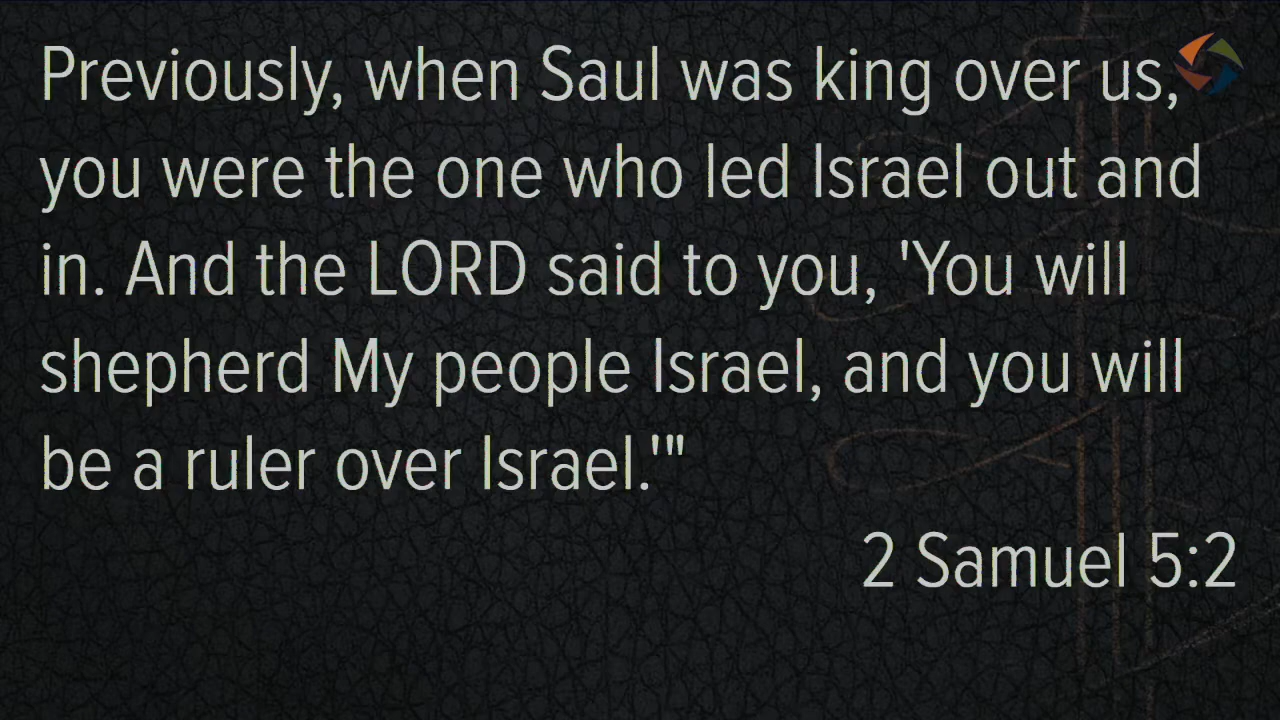 Previously, when Saul was king over us,
you were the one who led Israel out and
in. And the LORD said to you, 'You will
shepherd My people Israel, and you will
be a ruler over Israel.'"
2 Samuel 5:2